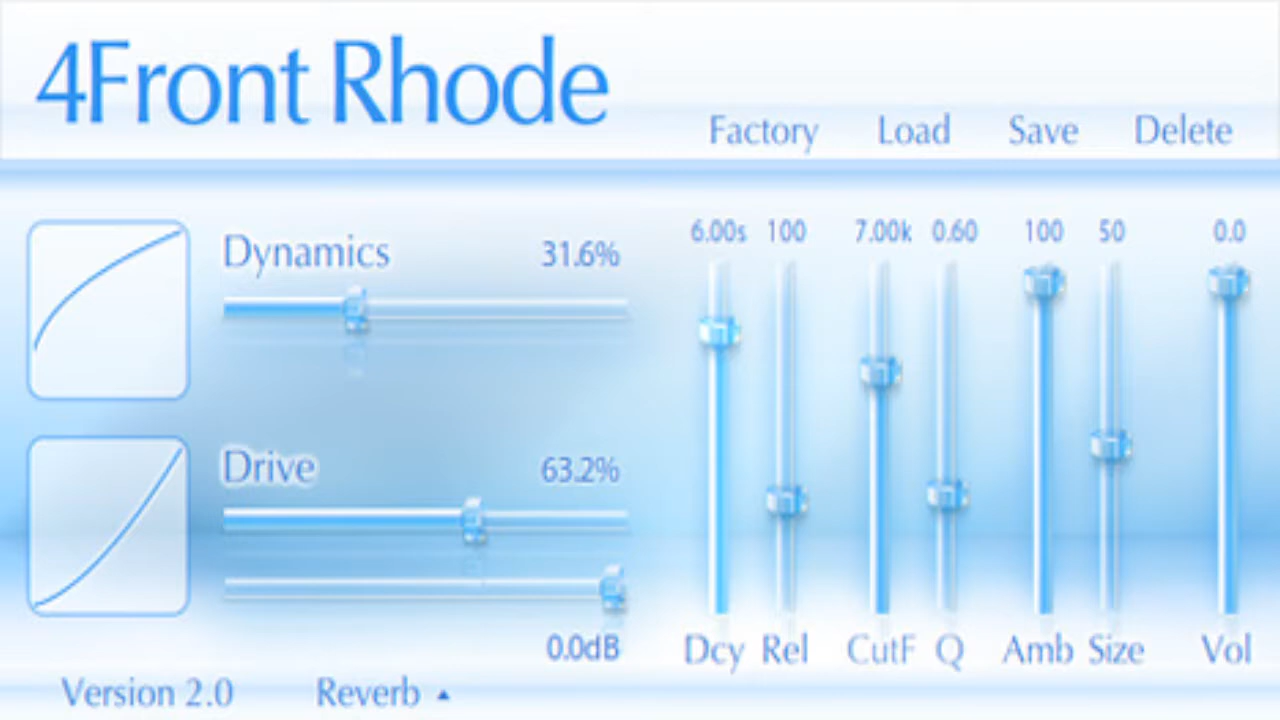 4Front Rhode
Factory Load Save Delete
Dynamics 31.6%
6.00s 100 7.00k 0.60 100 50 0.0
Drive 63.2%
0.0dB
Dcy Rel CutF Q Amb Size Vol
Version 2.0 Reverb ▲